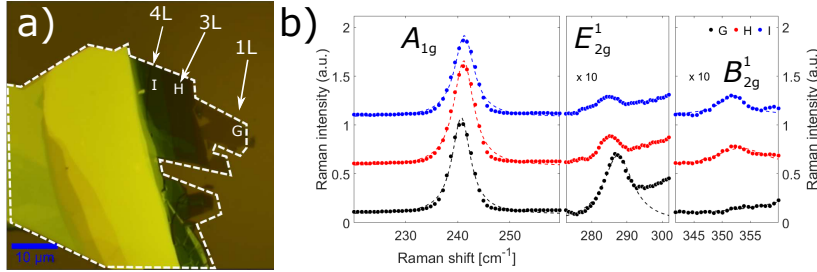 a)
4L
3L
1L
I
H
G
10 µm
b)
Raman intensity (a.u.)
2
1.5
1
0.5
0
A1g
E¹2g
B¹2g
x 10
x 10
G H I
230 240 250
280 290 300
345 350 355
Raman shift [cm⁻¹]
2
1.5
1
0.5
0
Raman intensity (a.u.)